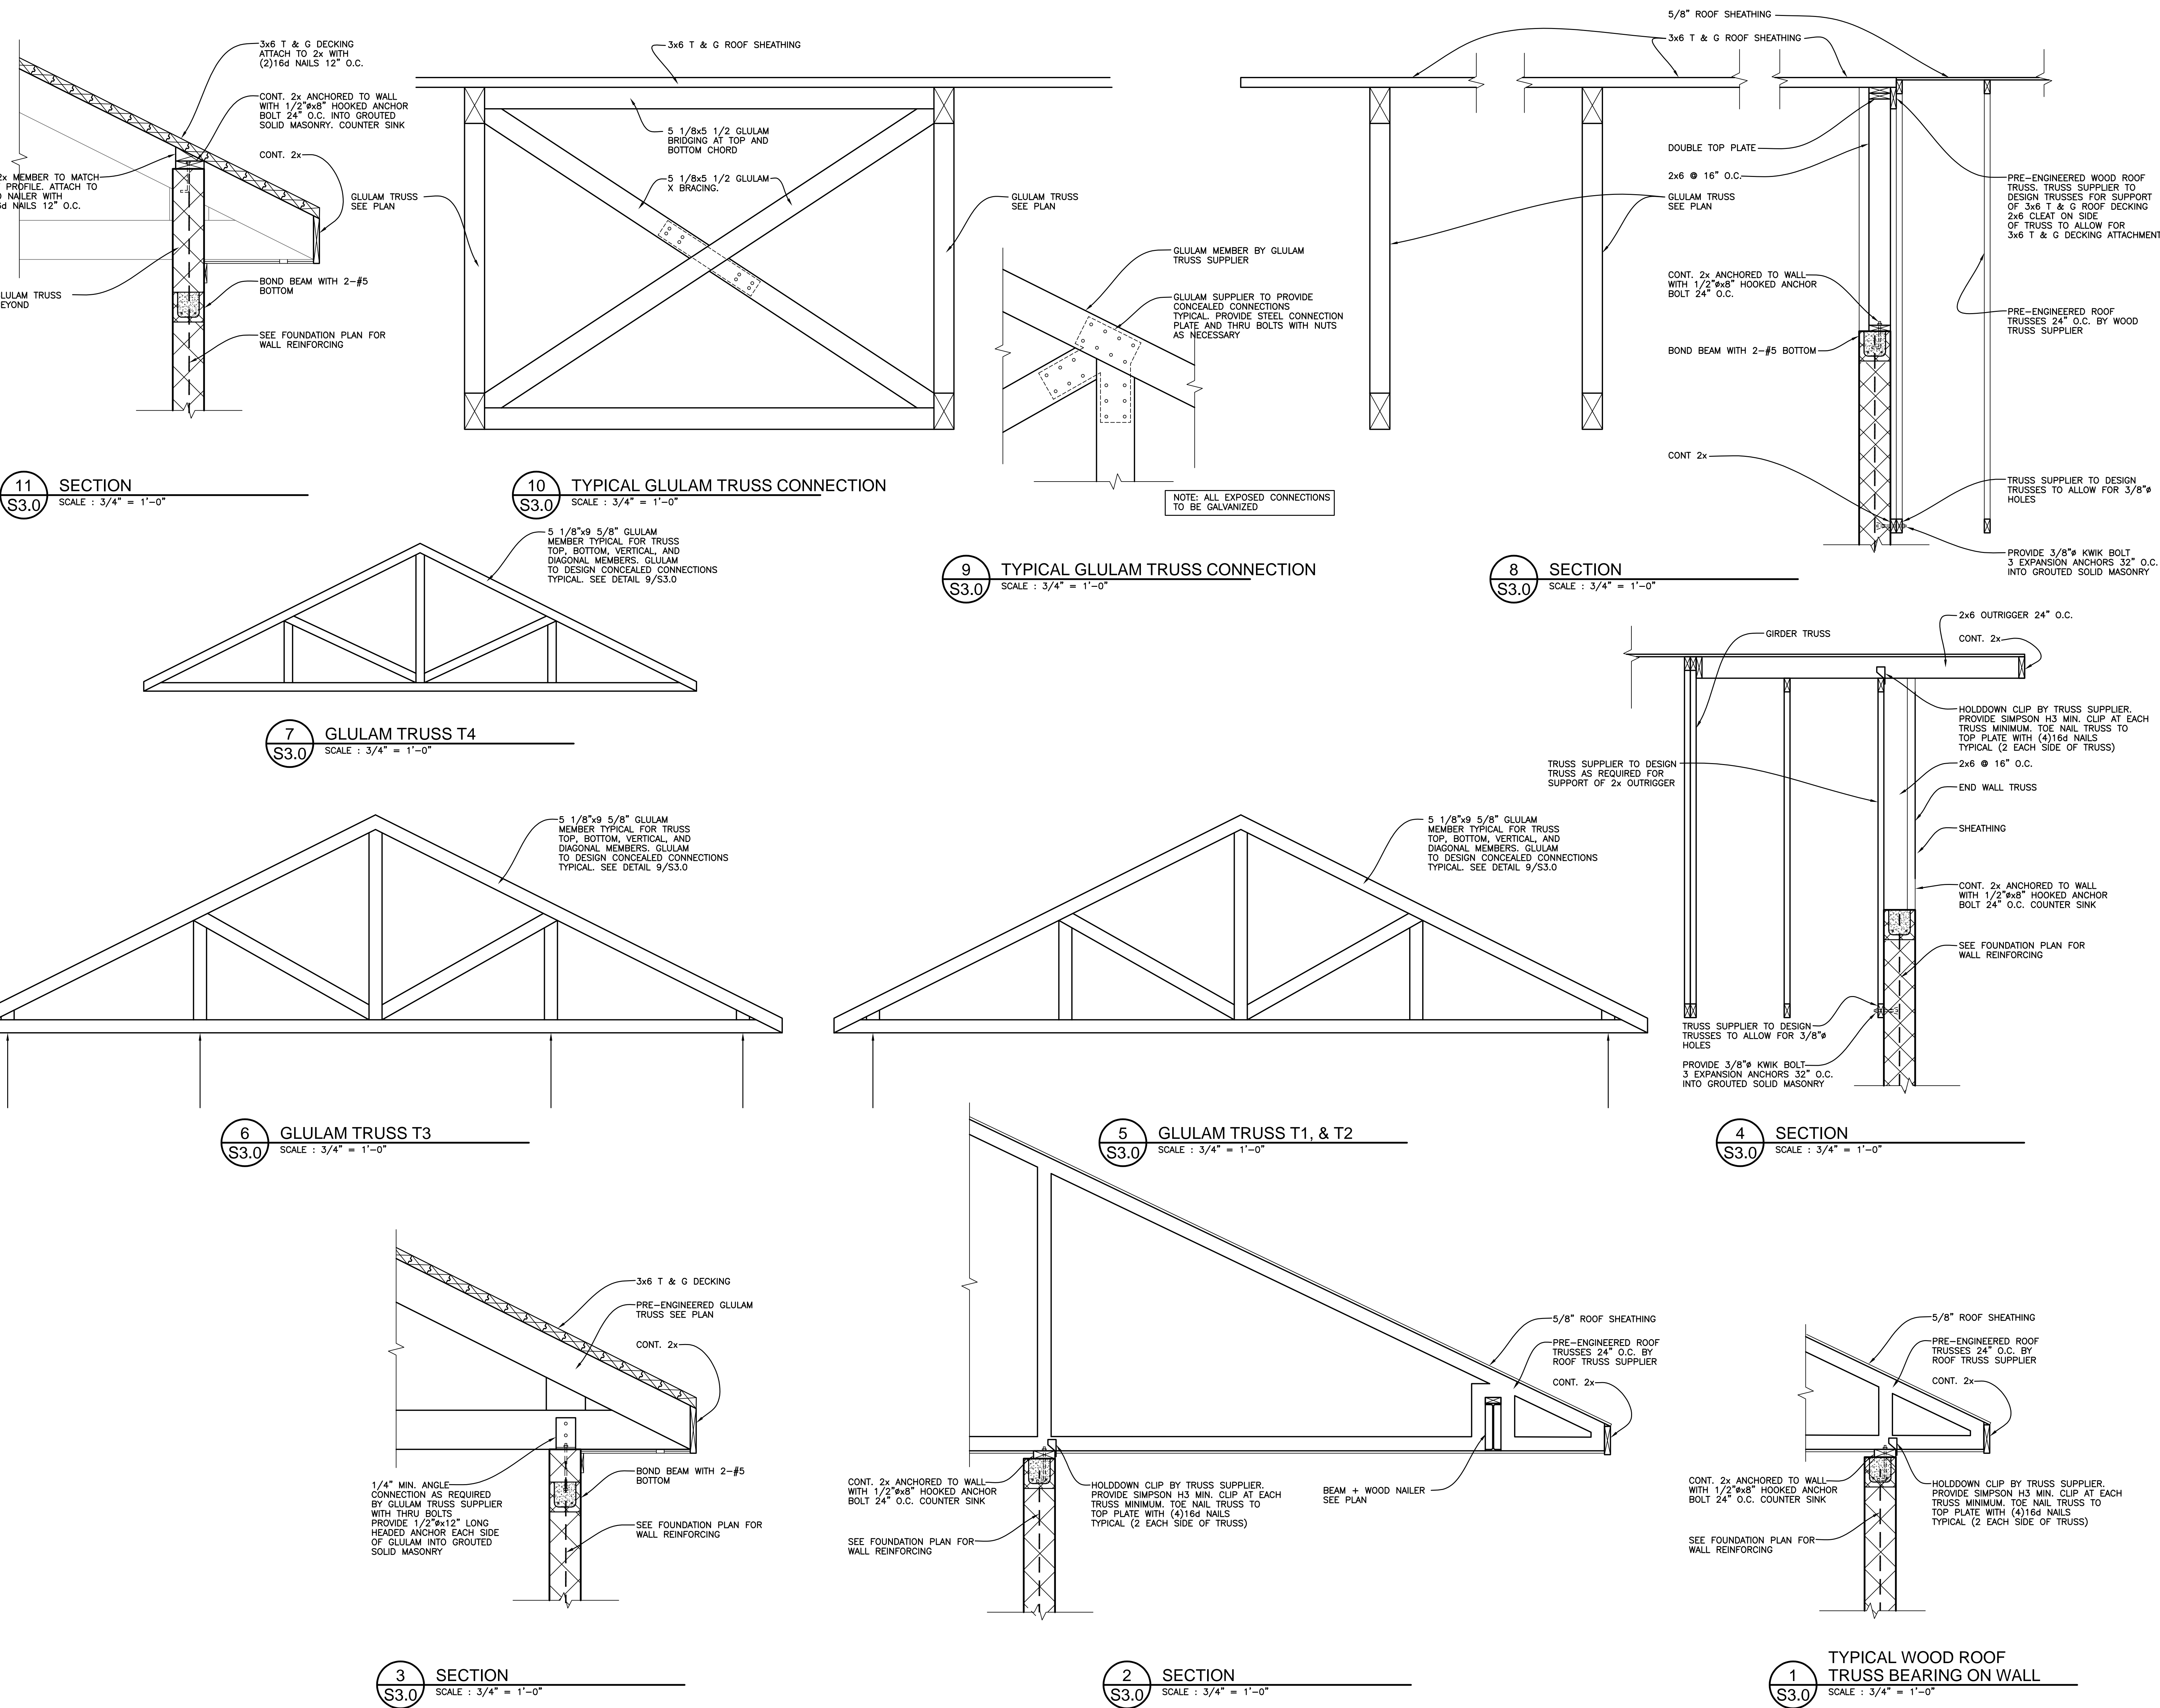 3x6 T & G DECKING
ATTACH TO 2x WITH
(2)16d NAILS 12" O.C.
CONT. 2x ANCHORED TO WALL
WITH 1/2"øx8" HOOKED ANCHOR
BOLT 24" O.C. INTO GROUTED
SOLID MASONRY. COUNTER SINK
CONT. 2x
2x MEMBER TO MATCH
PROFILE. ATTACH TO
NAILER WITH
NAILS 12" O.C.
TRUSS
BOND BEAM WITH 2-#5
BOTTOM
SEE FOUNDATION PLAN FOR
WALL REINFORCING
11
S3.0
SECTION
SCALE : 3/4" = 1'-0"
3x6 T & G ROOF SHEATHING
5 1/8x5 1/2 GLULAM
BRIDGING AT TOP AND
BOTTOM CHORD
5 1/8x5 1/2 GLULAM
X BRACING.
GLULAM TRUSS
SEE PLAN
GLULAM TRUSS
SEE PLAN
10
S3.0
TYPICAL GLULAM TRUSS CONNECTION
SCALE : 3/4" = 1'-0"
GLULAM MEMBER BY GLULAM
TRUSS SUPPLIER
GLULAM SUPPLIER TO PROVIDE
CONCEALED CONNECTIONS
TYPICAL. PROVIDE STEEL CONNECTION
PLATE AND THRU BOLTS WITH NUTS
AS NECESSARY
NOTE: ALL EXPOSED CONNECTIONS
TO BE GALVANIZED
9
S3.0
TYPICAL GLULAM TRUSS CONNECTION
SCALE : 3/4" = 1'-0"
5/8" ROOF SHEATHING
3x6 T & G ROOF SHEATHING
DOUBLE TOP PLATE
2x6 @ 16" O.C.
GLULAM TRUSS
SEE PLAN
CONT. 2x ANCHORED TO WALL
WITH 1/2"øx8" HOOKED ANCHOR
BOLT 24" O.C.
BOND BEAM WITH 2-#5 BOTTOM
CONT 2x
PRE-ENGINEERED WOOD ROOF
TRUSS. TRUSS SUPPLIER TO
DESIGN TRUSSES FOR SUPPORT
OF 3x6 T & G ROOF DECKING
2x6 CLEAT ON SIDE
OF TRUSS TO ALLOW FOR
3x6 T & G DECKING ATTACHMENT
PRE-ENGINEERED ROOF
TRUSSES 24" O.C. BY WOOD
TRUSS SUPPLIER
TRUSS SUPPLIER TO DESIGN
TRUSSES TO ALLOW FOR 3/8"ø
HOLES
PROVIDE 3/8"ø KWIK BOLT
3 EXPANSION ANCHORS 32" O.C.
INTO GROUTED SOLID MASONRY
8
S3.0
SECTION
SCALE : 3/4" = 1'-0"
5 1/8"x9 5/8" GLULAM
MEMBER TYPICAL FOR TRUSS
TOP, BOTTOM, VERTICAL, AND
DIAGONAL MEMBERS. GLULAM
TO DESIGN CONCEALED CONNECTIONS
TYPICAL. SEE DETAIL 9/S3.0
7
S3.0
GLULAM TRUSS T4
SCALE : 3/4" = 1'-0"
5 1/8"x9 5/8" GLULAM
MEMBER TYPICAL FOR TRUSS
TOP, BOTTOM, VERTICAL, AND
DIAGONAL MEMBERS. GLULAM
TO DESIGN CONCEALED CONNECTIONS
TYPICAL. SEE DETAIL 9/S3.0
6
S3.0
GLULAM TRUSS T3
SCALE : 3/4" = 1'-0"
5 1/8"x9 5/8" GLULAM
MEMBER TYPICAL FOR TRUSS
TOP, BOTTOM, VERTICAL, AND
DIAGONAL MEMBERS. GLULAM
TO DESIGN CONCEALED CONNECTIONS
TYPICAL. SEE DETAIL 9/S3.0
5
S3.0
GLULAM TRUSS T1, & T2
SCALE : 3/4" = 1'-0"
2x6 OUTRIGGER 24" O.C.
GIRDER TRUSS
CONT. 2x
HOLDDOWN CLIP BY TRUSS SUPPLIER.
PROVIDE SIMPSON H3 MIN. CLIP AT EACH
TRUSS MINIMUM. TOE NAIL TRUSS TO
TOP PLATE WITH (4)16d NAILS
TYPICAL (2 EACH SIDE OF TRUSS)
TRUSS SUPPLIER TO DESIGN
TRUSS AS REQUIRED FOR
SUPPORT OF 2x OUTRIGGER
2x6 @ 16" O.C.
END WALL TRUSS
SHEATHING
CONT. 2x ANCHORED TO WALL
WITH 1/2"øx8" HOOKED ANCHOR
BOLT 24" O.C. COUNTER SINK
SEE FOUNDATION PLAN FOR
WALL REINFORCING
TRUSS SUPPLIER TO DESIGN
TRUSSES TO ALLOW FOR 3/8"ø
HOLES
PROVIDE 3/8"ø KWIK BOLT
3 EXPANSION ANCHORS 32" O.C.
INTO GROUTED SOLID MASONRY
4
S3.0
SECTION
SCALE : 3/4" = 1'-0"
3x6 T & G DECKING
PRE-ENGINEERED GLULAM
TRUSS SEE PLAN
CONT. 2x
1/4" MIN. ANGLE
CONNECTION AS REQUIRED
BY GLULAM TRUSS SUPPLIER
WITH THRU BOLTS
PROVIDE 1/2"øx12" LONG
HEADED ANCHOR EACH SIDE
OF GLULAM INTO GROUTED
SOLID MASONRY
BOND BEAM WITH 2-#5
BOTTOM
SEE FOUNDATION PLAN FOR
WALL REINFORCING
3
S3.0
SECTION
SCALE : 3/4" = 1'-0"
5/8" ROOF SHEATHING
PRE-ENGINEERED ROOF
TRUSSES 24" O.C. BY
ROOF TRUSS SUPPLIER
CONT. 2x
CONT. 2x ANCHORED TO WALL
WITH 1/2"øx8" HOOKED ANCHOR
BOLT 24" O.C. COUNTER SINK
SEE FOUNDATION PLAN FOR
WALL REINFORCING
HOLDDOWN CLIP BY TRUSS SUPPLIER.
PROVIDE SIMPSON H3 MIN. CLIP AT EACH
TRUSS MINIMUM. TOE NAIL TRUSS TO
TOP PLATE WITH (4)16d NAILS
TYPICAL (2 EACH SIDE OF TRUSS)
BEAM + WOOD NAILER
SEE PLAN
2
S3.0
SECTION
SCALE : 3/4" = 1'-0"
5/8" ROOF SHEATHING
PRE-ENGINEERED ROOF
TRUSSES 24" O.C. BY
ROOF TRUSS SUPPLIER
CONT. 2x
CONT. 2x ANCHORED TO WALL
WITH 1/2"øx8" HOOKED ANCHOR
BOLT 24" O.C. COUNTER SINK
SEE FOUNDATION PLAN FOR
WALL REINFORCING
HOLDDOWN CLIP BY TRUSS SUPPLIER.
PROVIDE SIMPSON H3 MIN. CLIP AT EACH
TRUSS MINIMUM. TOE NAIL TRUSS TO
TOP PLATE WITH (4)16d NAILS
TYPICAL (2 EACH SIDE OF TRUSS)
1
S3.0
TYPICAL WOOD ROOF
TRUSS BEARING ON WALL
SCALE : 3/4" = 1'-0"